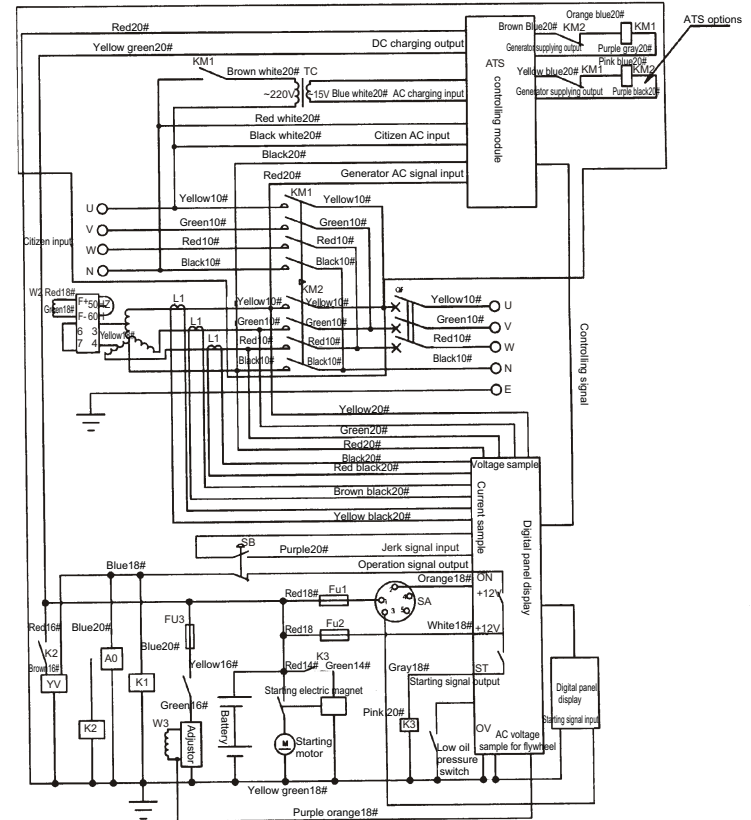 Orange blue20#
ATS options
Red20#
Brown Blue20#
KM2
KM1
DC charging output
Yellow green20#
Generator supplying output
Purple gray20#
KM1
Pink blue20#
ATS
controlling module
Brown white20#
TC
Yellow blue20#
KM1
KM2
~220V
~15V
Blue white20#
AC charging input
Generator supplying output
Purple black20#
Red white20#
Black white20#
Citizen AC input
Black20#
Red20#
Generator AC signal input
KM1
U
Yellow10#
Yellow10#
V
Green10#
Green10#
Citizen input
W
Red10#
Red10#
N
Black10#
Black10#
KM2
W2
Red18#
F+
50HZ
L1
Yellow10#
Yellow10#
Yellow10#
U
Green18#
F-
60H
L1
Green10#
Green10#
Green10#
V
6
3
L1
Red10#
Red10#
Red10#
W
7
4
Black10#
Black10#
Black10#
N
E
Controlling signal
Yellow20#
Green20#
Red20#
Black20#
Red black20#
Voltage sample
Brown black20#
Current sample
Yellow black20#
Digital panel display
SB
Purple20#
Jerk signal input
Blue18#
Operation signal output
Orange18#
ON
+12V
Red18#
Fu1
SA
1
4
3
5
Red16#
Blue20#
FU3
Red18
Fu2
White18#
+12V
K2
Blue20#
Brown16#
A0
Yellow16#
Red14#
K3
Green14#
Gray18#
ST
YV
K1
Starting electric magnet
Starting signal output
Digital panel
display
Green16#
Pink 20#
Starting signal input
W3
Adjustor
Battery
K2
K3
OV
AC voltage
sample for flywheel
M
Starting
motor
Low oil
pressure
switch
Yellow green18#
Purple orange18#